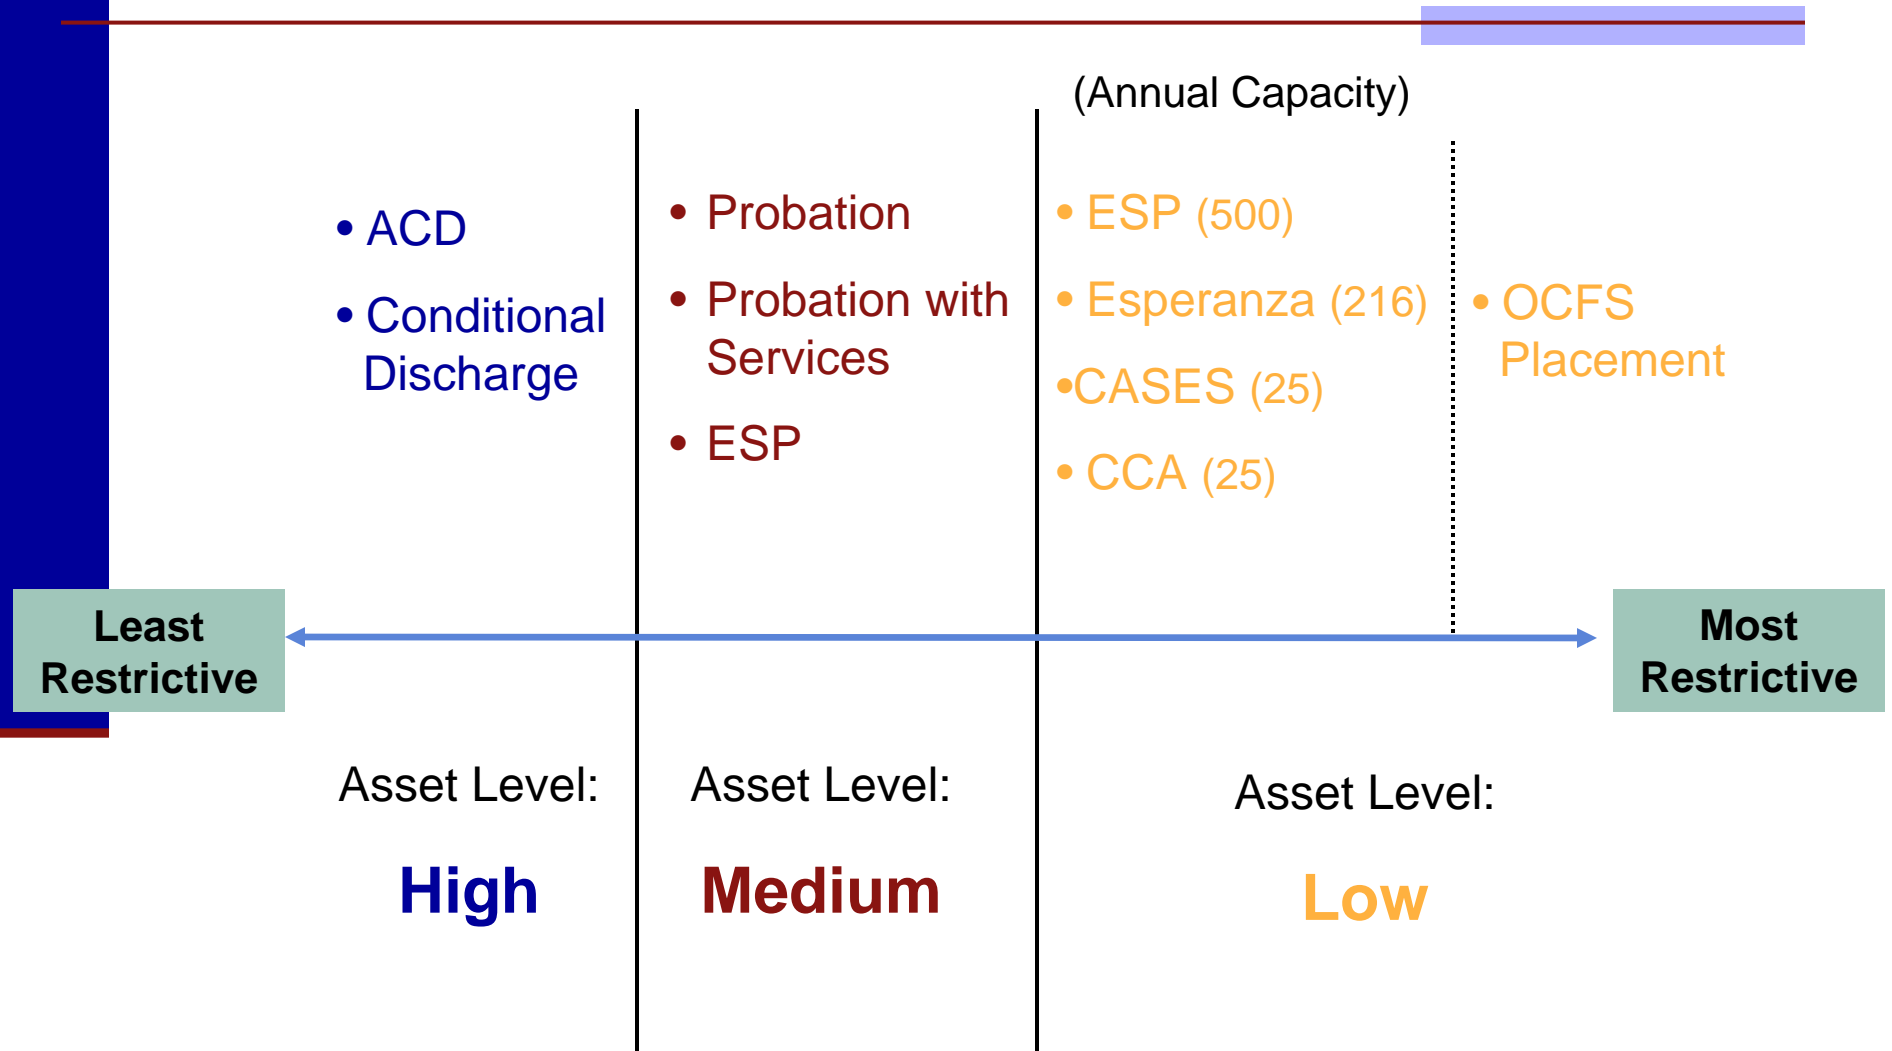 (Annual Capacity)
• ACD
• Conditional
Discharge
• Probation
• Probation with
Services
• ESP
• ESP (500)
• Esperanza (216)
•CASES (25)
• CCA (25)
• OCFS
Placement
Least
Restrictive
Most
Restrictive
Asset Level:
High
Asset Level:
Medium
Asset Level:
Low